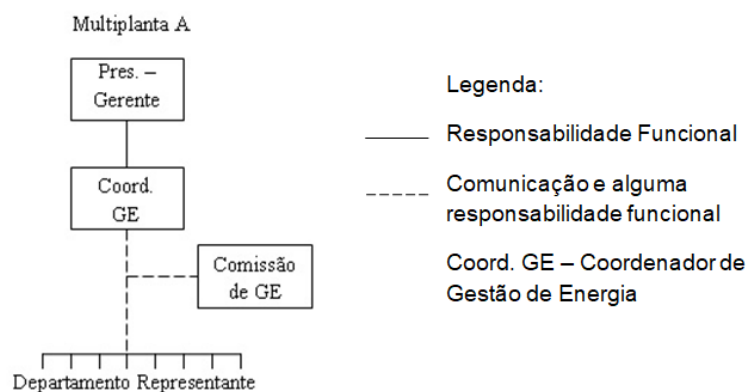 Multiplanta A
Pres. –
Gerente
Coord.
GE
Comissão
de GE
Departamento Representante
Legenda:
Responsabilidade Funcional
Comunicação e alguma
responsabilidade funcional
Coord. GE – Coordenador de
Gestão de Energia